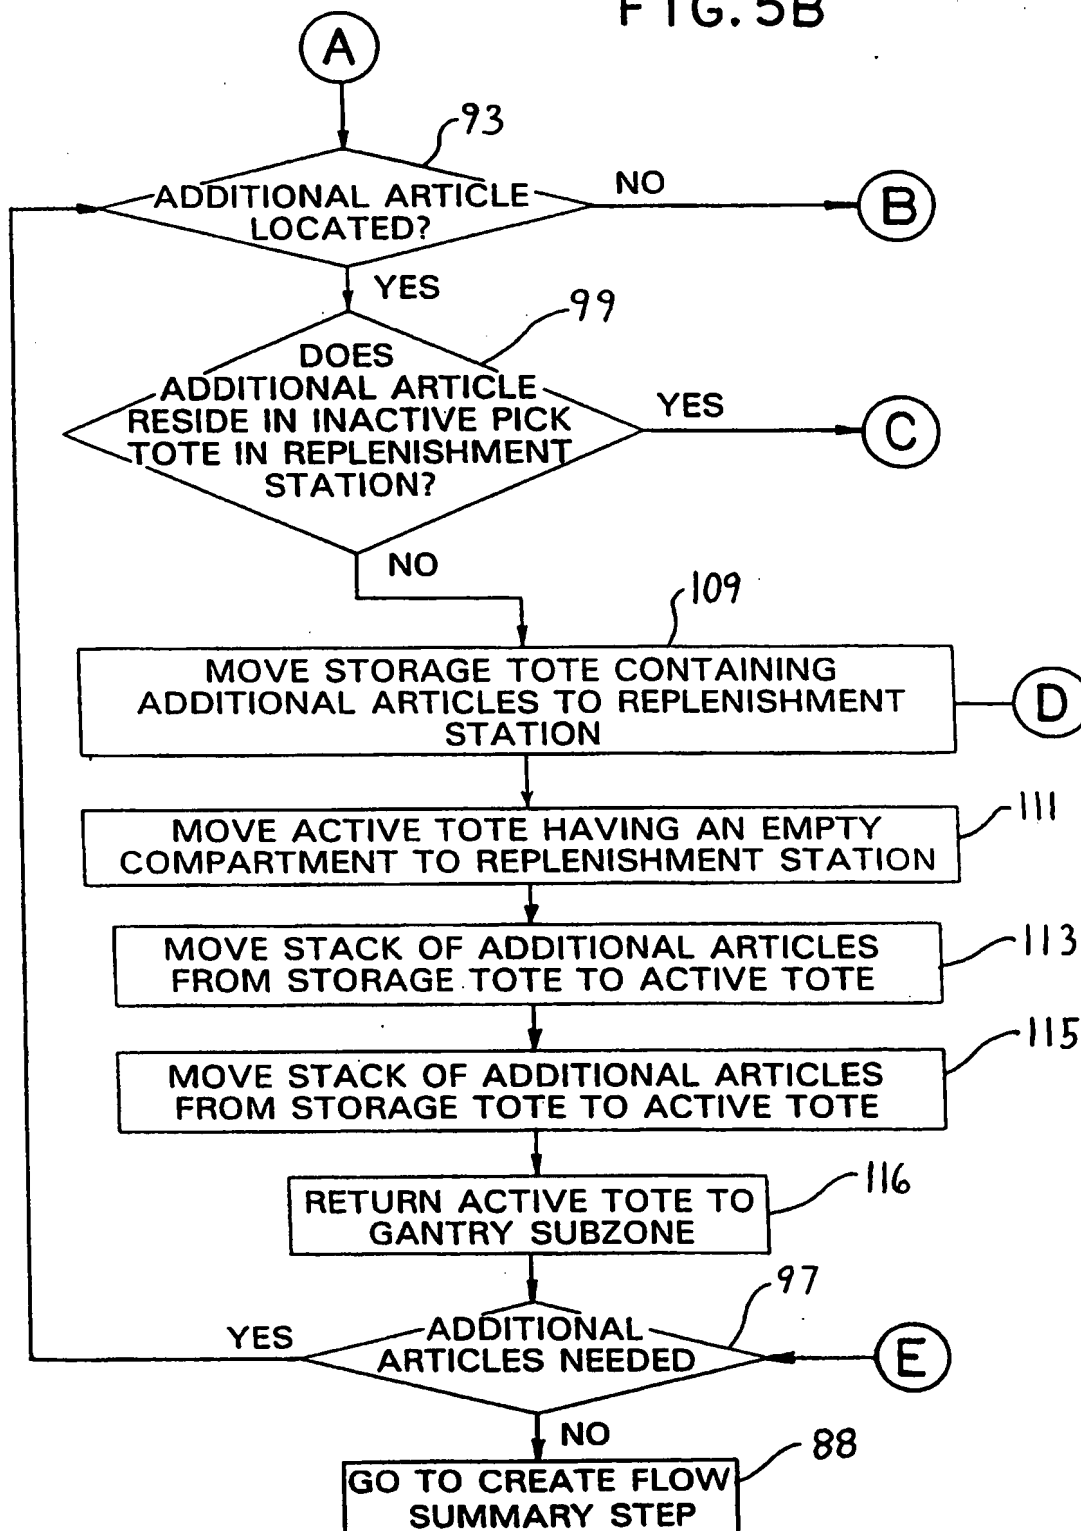 FIG. 5B
A
93
ADDITIONAL ARTICLE
LOCATED?
NO
B
YES
99
DOES
ADDITIONAL ARTICLE
RESIDE IN INACTIVE PICK
TOTE IN REPLENISHMENT
STATION?
YES
C
NO
109
MOVE STORAGE TOTE CONTAINING
ADDITIONAL ARTICLES TO REPLENISHMENT
STATION
D
111
MOVE ACTIVE TOTE HAVING AN EMPTY
COMPARTMENT TO REPLENISHMENT STATION
113
MOVE STACK OF ADDITIONAL ARTICLES
FROM STORAGE TOTE TO ACTIVE TOTE
115
MOVE STACK OF ADDITIONAL ARTICLES
FROM STORAGE TOTE TO ACTIVE TOTE
116
RETURN ACTIVE TOTE TO
GANTRY SUBZONE
97
YES
ADDITIONAL
ARTICLES NEEDED
E
NO
88
GO TO CREATE FLOW
SUMMARY STEP